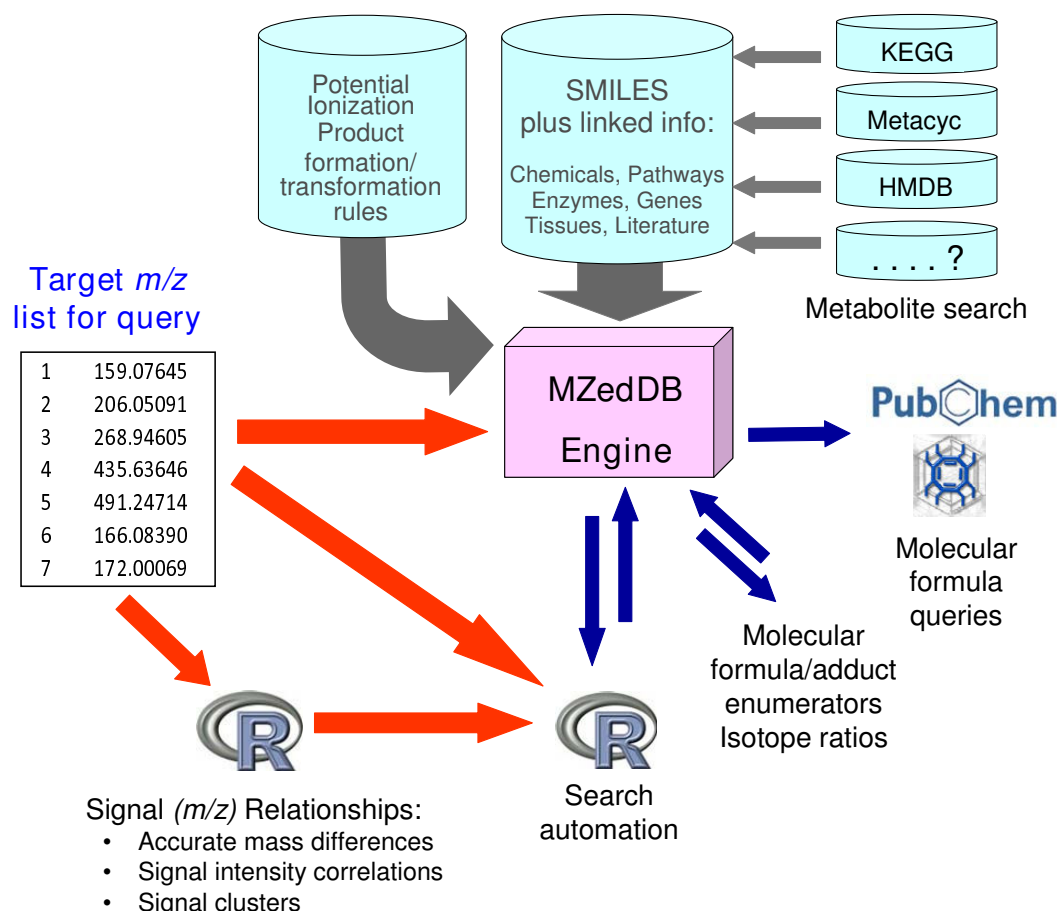 Potential
Ionization
Product
formation/
transformation
rules
SMILES
plus linked info:
Chemicals, Pathways
Enzymes, Genes
Tissues, Literature
KEGG
Metacyc
HMDB
. . . . ?
Metabolite search
Target m/z
list for query
1 159.07645
2 206.05091
3 268.94605
4 435.63646
5 491.24714
6 166.08390
7 172.00069
MZedDB
Engine
PubChem
Molecular
formula
queries
Molecular
formula/adduct
enumerators
Isotope ratios
R
R
Search
automation
Signal (m/z) Relationships:
• Accurate mass differences
• Signal intensity correlations
• Signal clusters